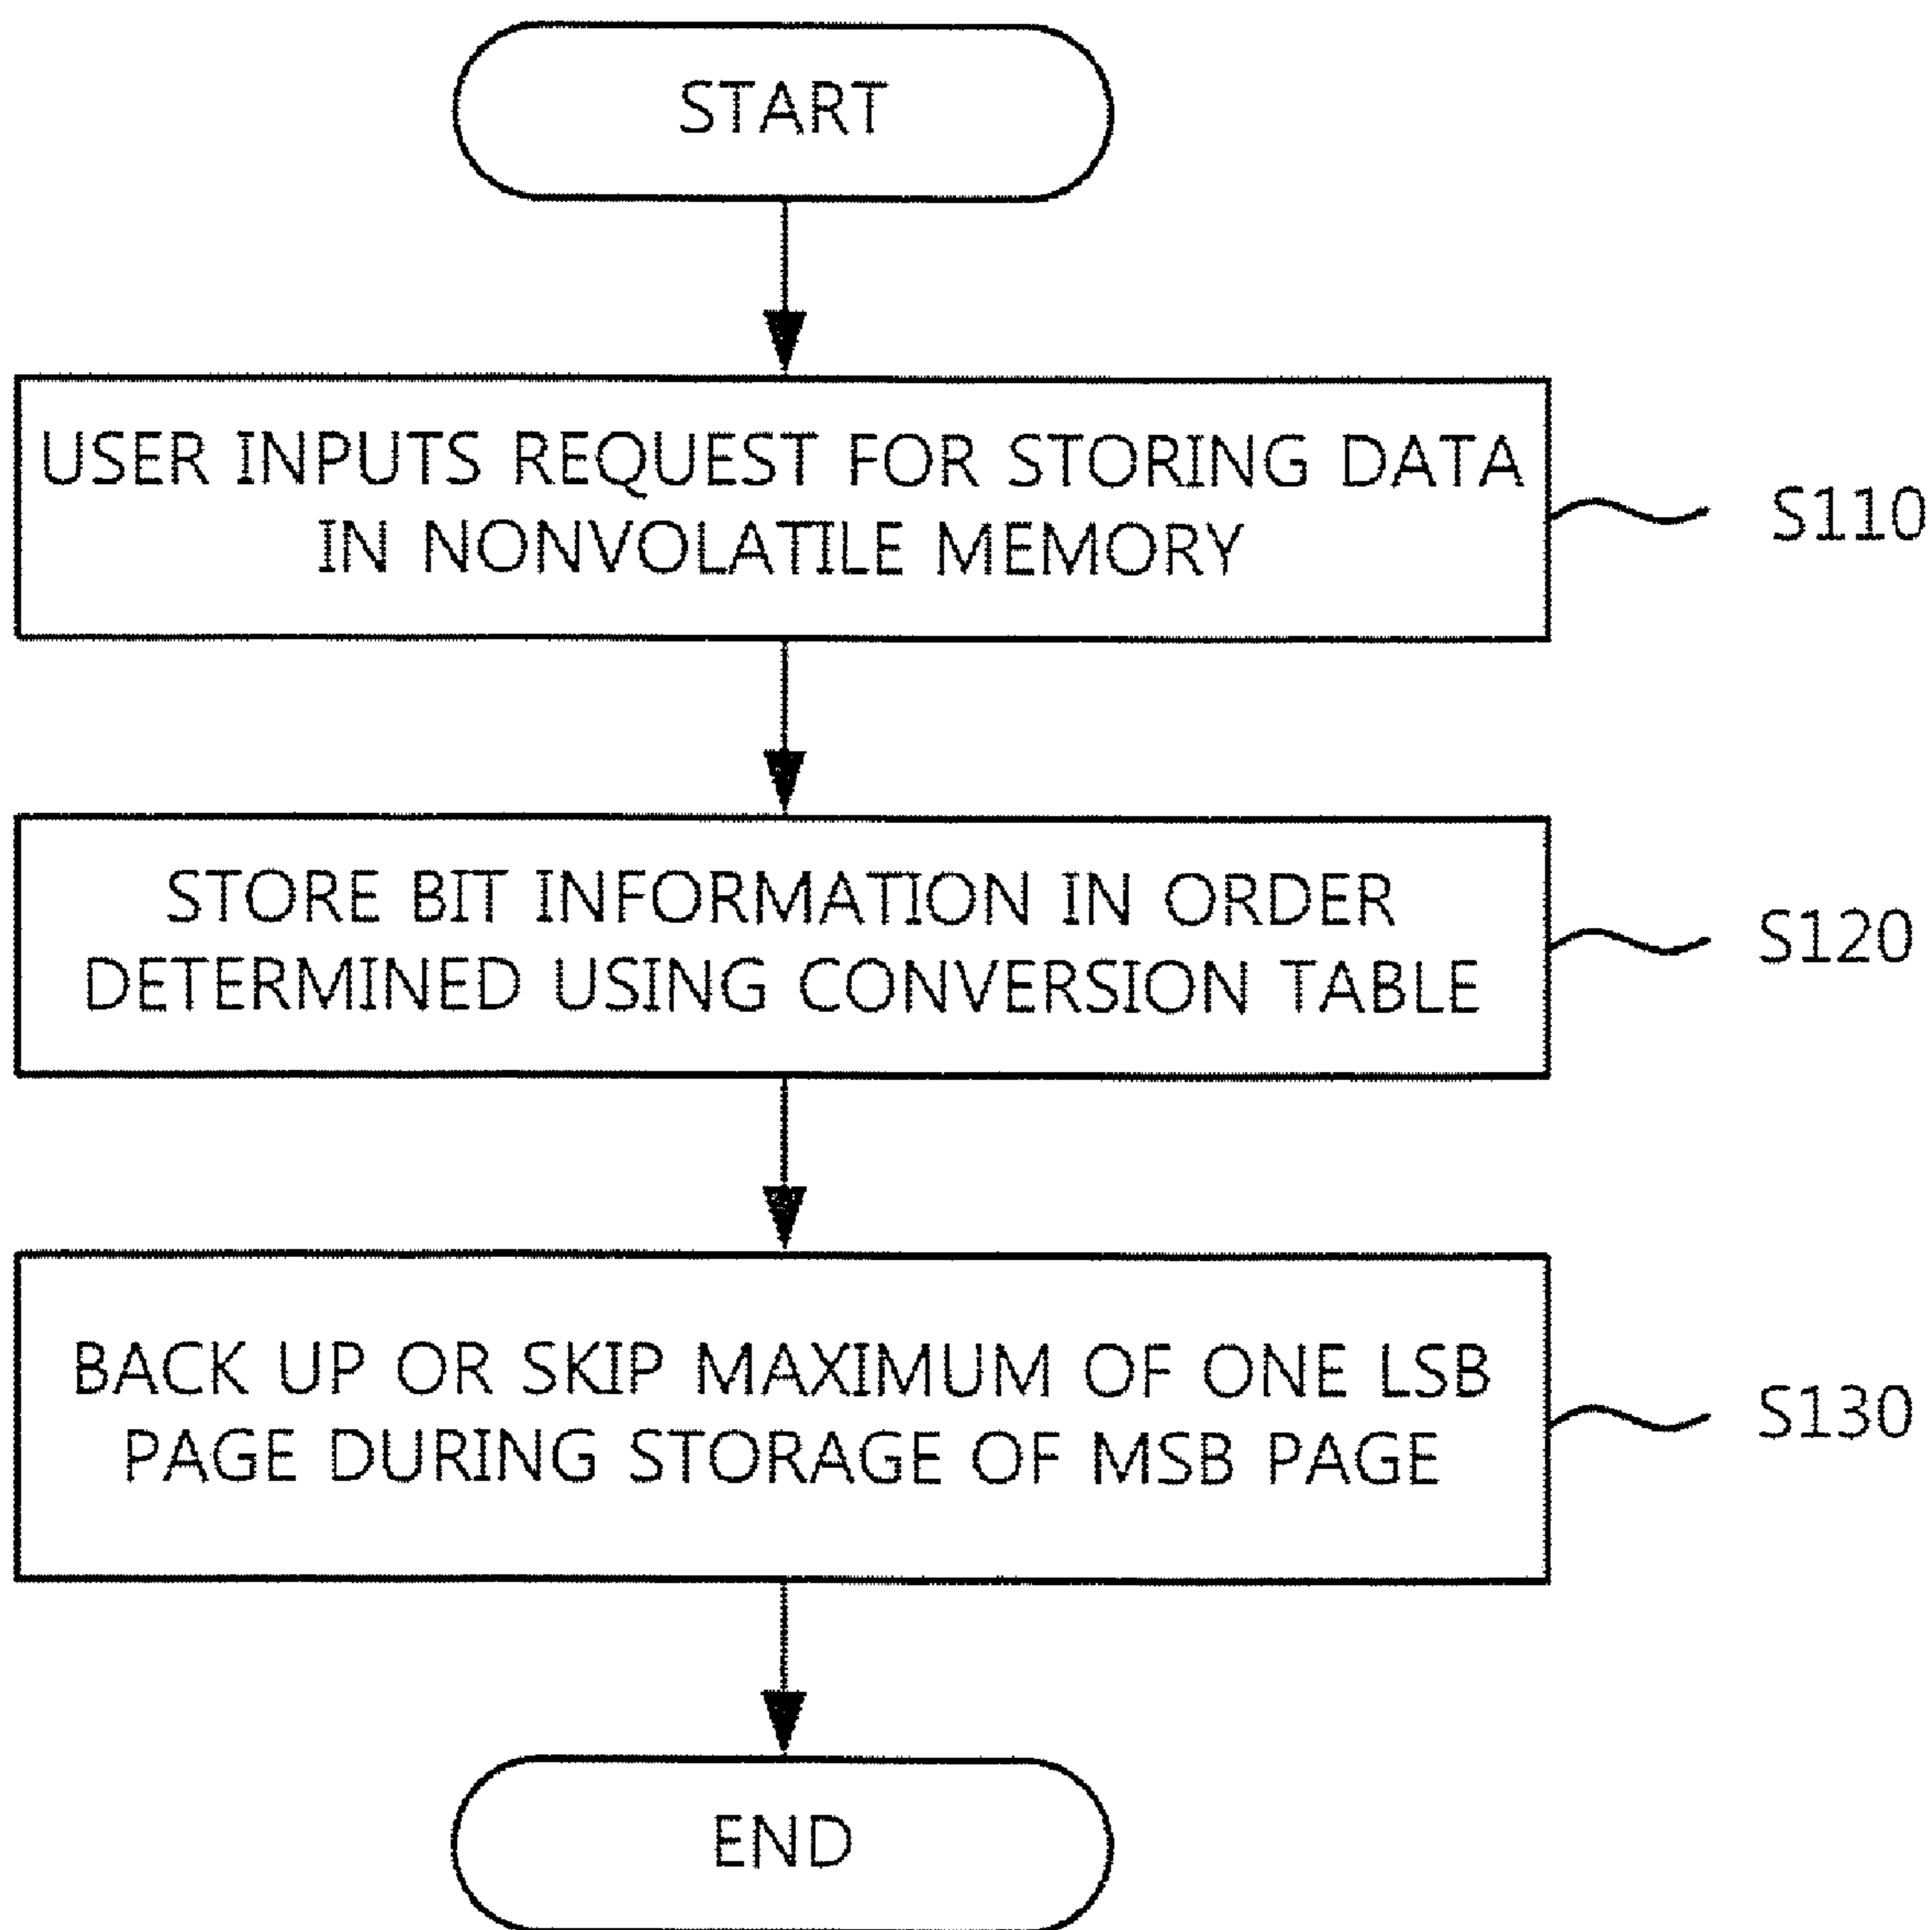 START
USER INPUTS REQUEST FOR STORING DATA
IN NONVOLATILE MEMORY
S110
STORE BIT INFORMATION IN ORDER
DETERMINED USING CONVERSION TABLE
S120
BACK UP OR SKIP MAXIMUM OF ONE LSB
PAGE DURING STORAGE OF MSB PAGE
S130
END